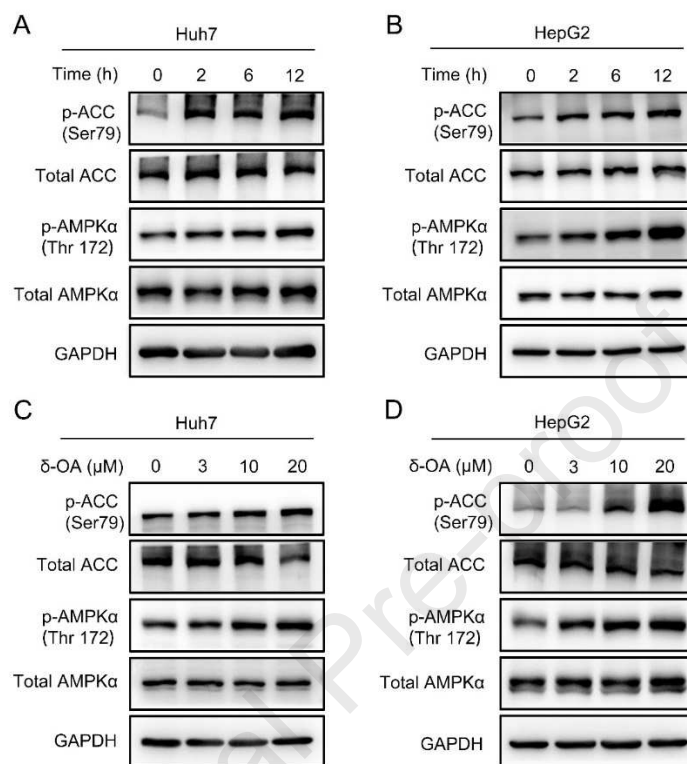 A
Huh7
Time (h) 0 2 6 12
p-ACC
(Ser79)
Total ACC
p-AMPKα
(Thr 172)
Total AMPKα
GAPDH
B
HepG2
Time (h) 0 2 6 12
p-ACC
(Ser79)
Total ACC
p-AMPKα
(Thr 172)
Total AMPKα
GAPDH
C
Huh7
δ-OA (μM) 0 3 10 20
p-ACC
(Ser79)
Total ACC
p-AMPKα
(Thr 172)
Total AMPKα
GAPDH
D
HepG2
δ-OA (μM) 0 3 10 20
p-ACC
(Ser79)
Total ACC
p-AMPKα
(Thr 172)
Total AMPKα
GAPDH
al Pre-proof